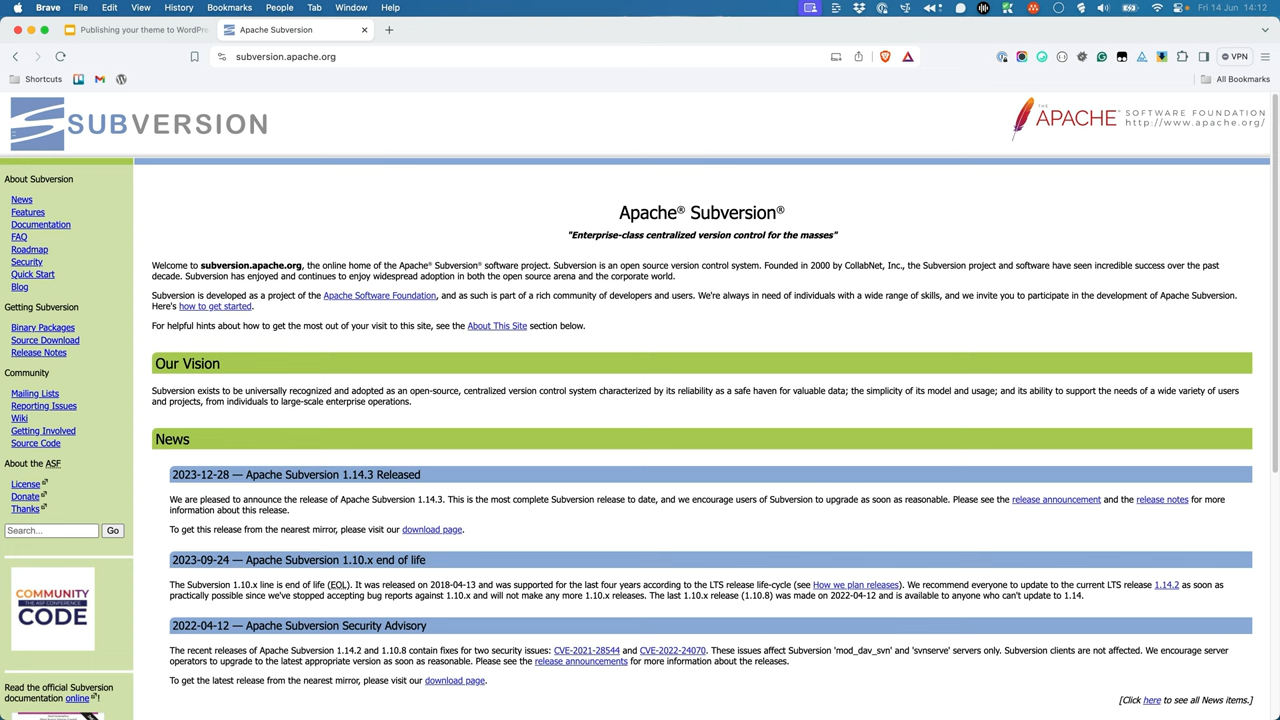 Brave File Edit View History Bookmarks Profiles Tab Window Help Fri 14 Jun 14:12
Publishing your theme to WordPre
Apache Subversion
subversion.apache.org
VPN
Shortcuts
All Bookmarks
SUBVERSION
THE APACHE SOFTWARE FOUNDATION
http://www.apache.org/
About Subversion
News
Features
Documentation
FAQ
Roadmap
Security
Quick Start
Blog
Getting Subversion
Binary Packages
Source Download
Release Notes
Community
Mailing Lists
Reporting Issues
Wiki
Getting Involved
Source Code
About the ASF
License
Donate
Thanks
Search... Go
COMMUNITY
THE ASF CONFERENCE
CODE
Read the official Subversion
documentation online!
Apache® Subversion®
"Enterprise-class centralized version control for the masses"
Welcome to subversion.apache.org, the online home of the Apache® Subversion® software project. Subversion is an open source version control system. Founded in 2000 by CollabNet, Inc., the Subversion project and software have seen incredible success over the past
decade. Subversion has enjoyed and continues to enjoy widespread adoption in both the open source arena and the corporate world.
Subversion is developed as a project of the Apache Software Foundation, and as such is part of a rich community of developers and users. We're always in need of individuals with a wide range of skills, and we invite you to participate in the development of Apache Subversion.
Here's how to get started.
For helpful hints about how to get the most out of your visit to this site, see the About This Site section below.
Our Vision
Subversion exists to be universally recognized and adopted as an open-source, centralized version control system characterized by its reliability as a safe haven for valuable data; the simplicity of its model and usage; and its ability to support the needs of a wide variety of users
and projects, from individuals to large-scale enterprise operations.
News
2023-12-28 — Apache Subversion 1.14.3 Released
We are pleased to announce the release of Apache Subversion 1.14.3. This is the most complete Subversion release to date, and we encourage users of Subversion to upgrade as soon as reasonable. Please see the release announcement and the release notes for more
information about this release.
To get this release from the nearest mirror, please visit our download page.
2023-09-24 — Apache Subversion 1.10.x end of life
The Subversion 1.10.x line is end of life (EOL). It was released on 2018-04-13 and was supported for the last four years according to the LTS release life-cycle (see How we plan releases). We recommend everyone to update to the current LTS release 1.14.2 as soon as
practically possible since we've stopped accepting bug reports against 1.10.x and will not make any more 1.10.x releases. The last 1.10.x release (1.10.8) was made on 2022-04-12 and is available to anyone who can't update to 1.14.
2022-04-12 — Apache Subversion Security Advisory
The recent releases of Apache Subversion 1.14.2 and 1.10.8 contain fixes for two security issues: CVE-2021-28544 and CVE-2022-24070. These issues affect Subversion 'mod_dav_svn' and 'svnserve' servers only. Subversion clients are not affected. We encourage server
operators to upgrade to the latest appropriate version as soon as reasonable. Please see the release announcements for more information about the releases.
To get the latest release from the nearest mirror, please visit our download page.
[Click here to see all News items.]